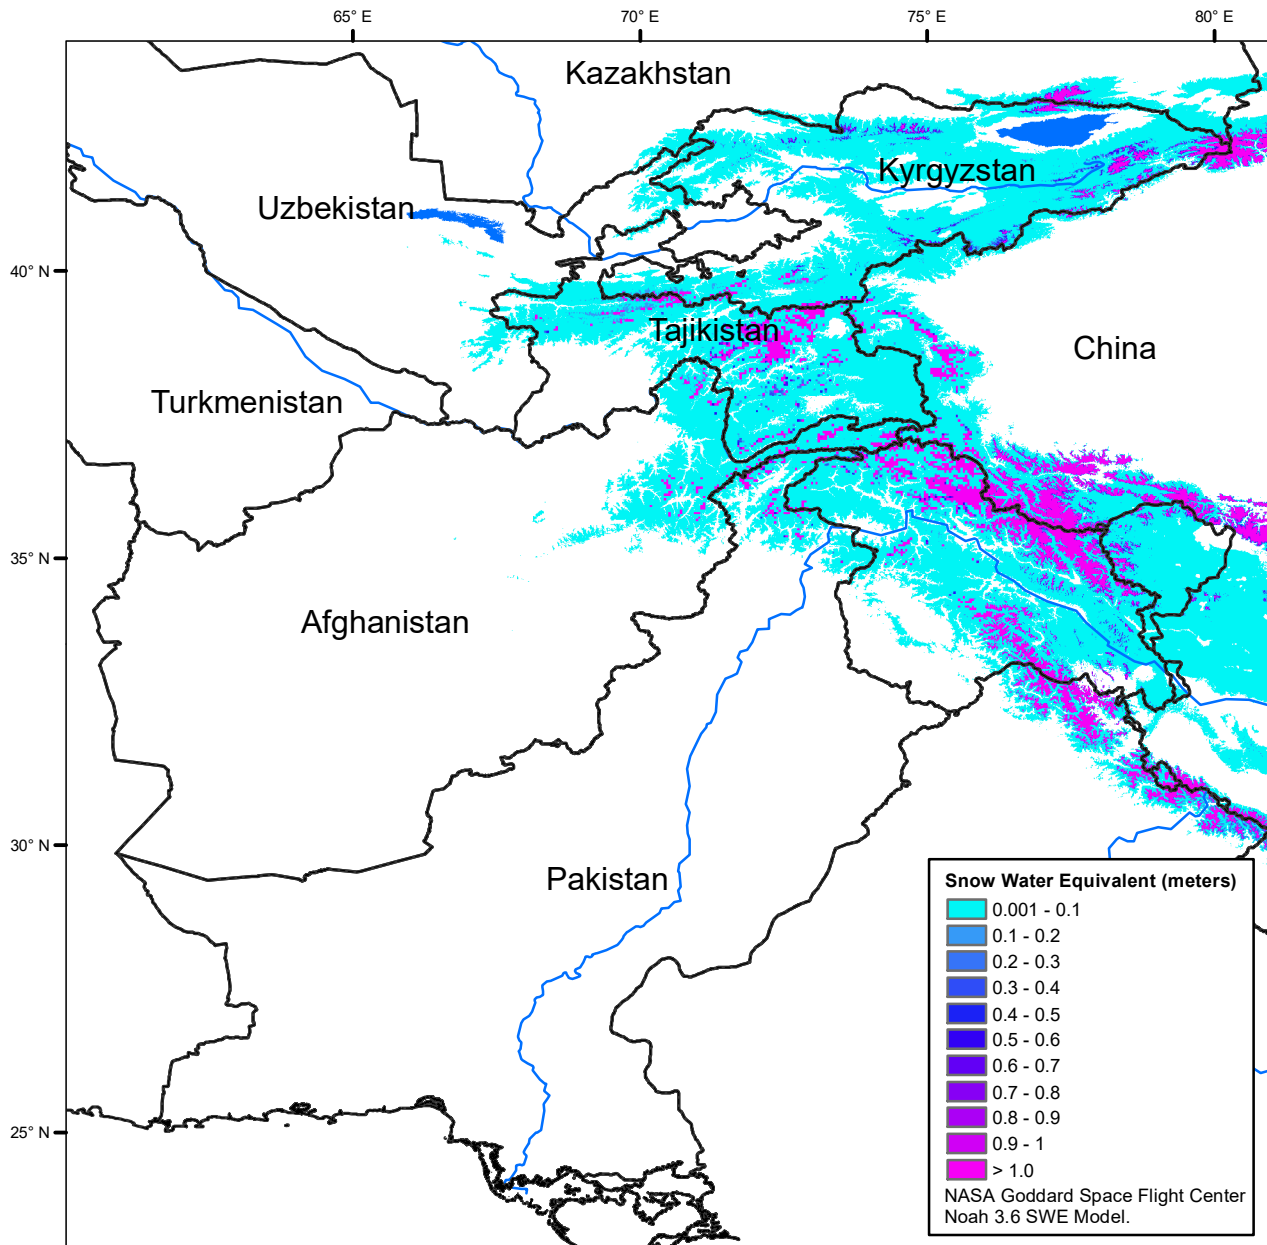 65° E
70° E
75° E
80° E
Kazakhstan
Kyrgyzstan
Uzbekistan
40° N
Tajikistan
China
Turkmenistan
35° N
Afghanistan
30° N
Pakistan
Snow Water Equivalent (meters)
0.001 - 0.1
0.1 - 0.2
0.2 - 0.3
0.3 - 0.4
0.4 - 0.5
0.5 - 0.6
0.6 - 0.7
0.7 - 0.8
0.8 - 0.9
0.9 - 1
> 1.0
25° N
NASA Goddard Space Flight Center
Noah 3.6 SWE Model.